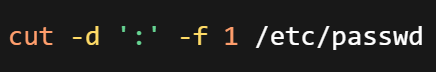 cut -d ':' -f 1 /etc/passwd